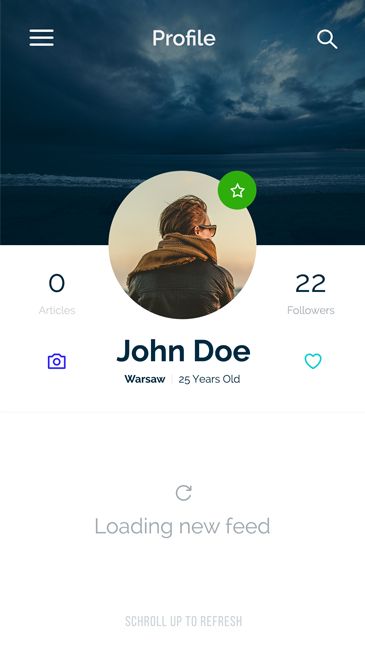 Profile
0
Articles
22
Followers
John Doe
Warsaw | 25 Years Old
Loading new feed
SCHROLL UP TO REFRESH